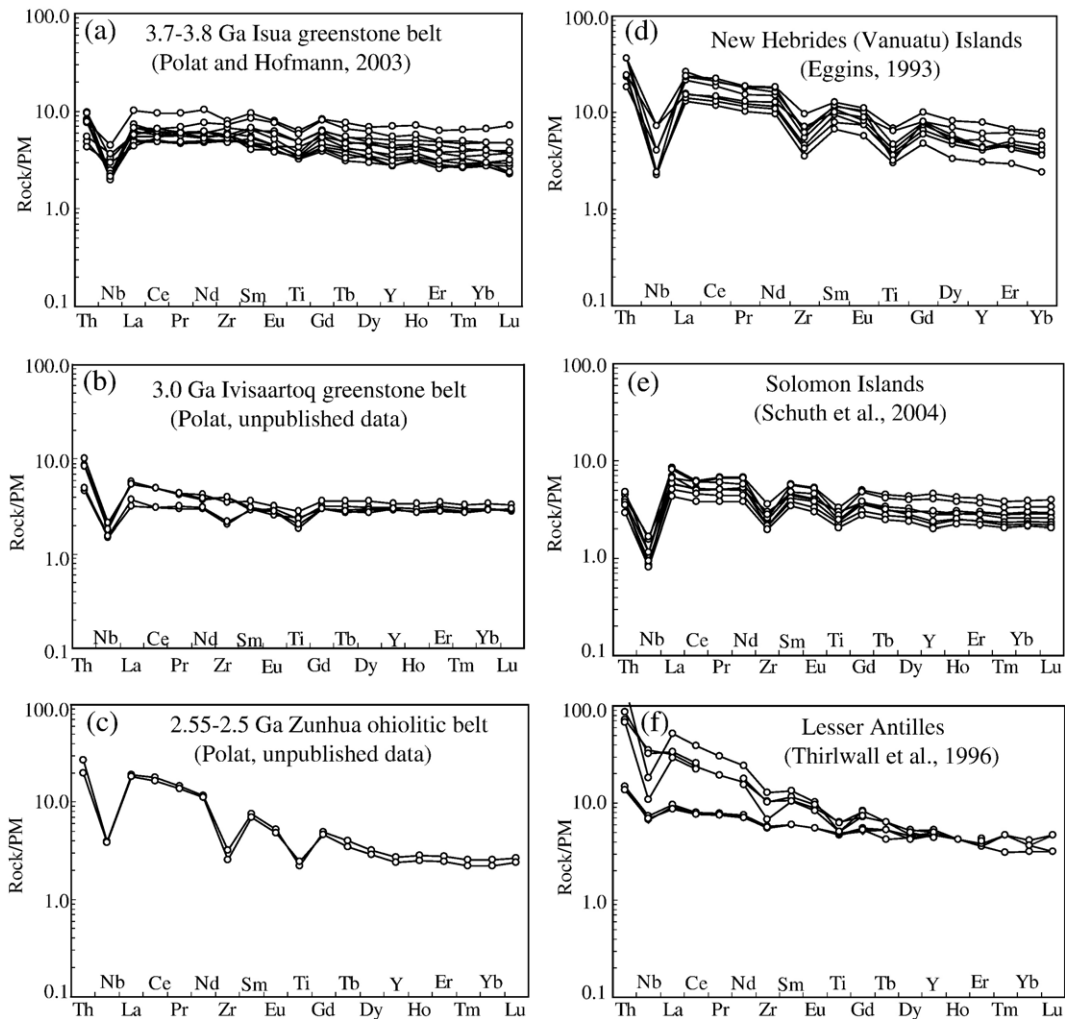 (a)
3.7-3.8 Ga Isua greenstone belt
(Polat and Hofmann, 2003)
Rock/PM
100.0
10.0
1.0
0.1
Nb Ce Nd Sm Ti Tb Y Er Yb
Th La Pr Zr Eu Gd Dy Ho Tm Lu
(d)
New Hebrides (Vanuatu) Islands
(Eggins, 1993)
Rock/PM
100.0
10.0
1.0
0.1
Nb Ce Nd Sm Ti Dy Er
Th La Pr Zr Eu Gd Y Yb
(b)
3.0 Ga Ivisaartoq greenstone belt
(Polat, unpublished data)
Rock/PM
100.0
10.0
1.0
0.1
Nb Ce Nd Sm Ti Tb Y Er Yb
Th La Pr Zr Eu Gd Dy Ho Tm Lu
(e)
Solomon Islands
(Schuth et al., 2004)
Rock/PM
100.0
10.0
1.0
0.1
Nb Ce Nd Sm Ti Tb Y Er Yb
Th La Pr Zr Eu Gd Dy Ho Tm Lu
(c)
2.55-2.5 Ga Zunhua ohiolitic belt
(Polat, unpublished data)
Rock/PM
100.0
10.0
1.0
0.1
Nb Ce Nd Sm Ti Tb Y Er Yb
Th La Pr Zr Eu Gd Dy Ho Tm Lu
(f)
Lesser Antilles
(Thirlwall et al., 1996)
Rock/PM
100.0
10.0
1.0
0.1
Nb Ce Nd Sm Ti Tb Y Er Yb
Th La Pr Zr Eu Gd Dy Ho Tm Lu